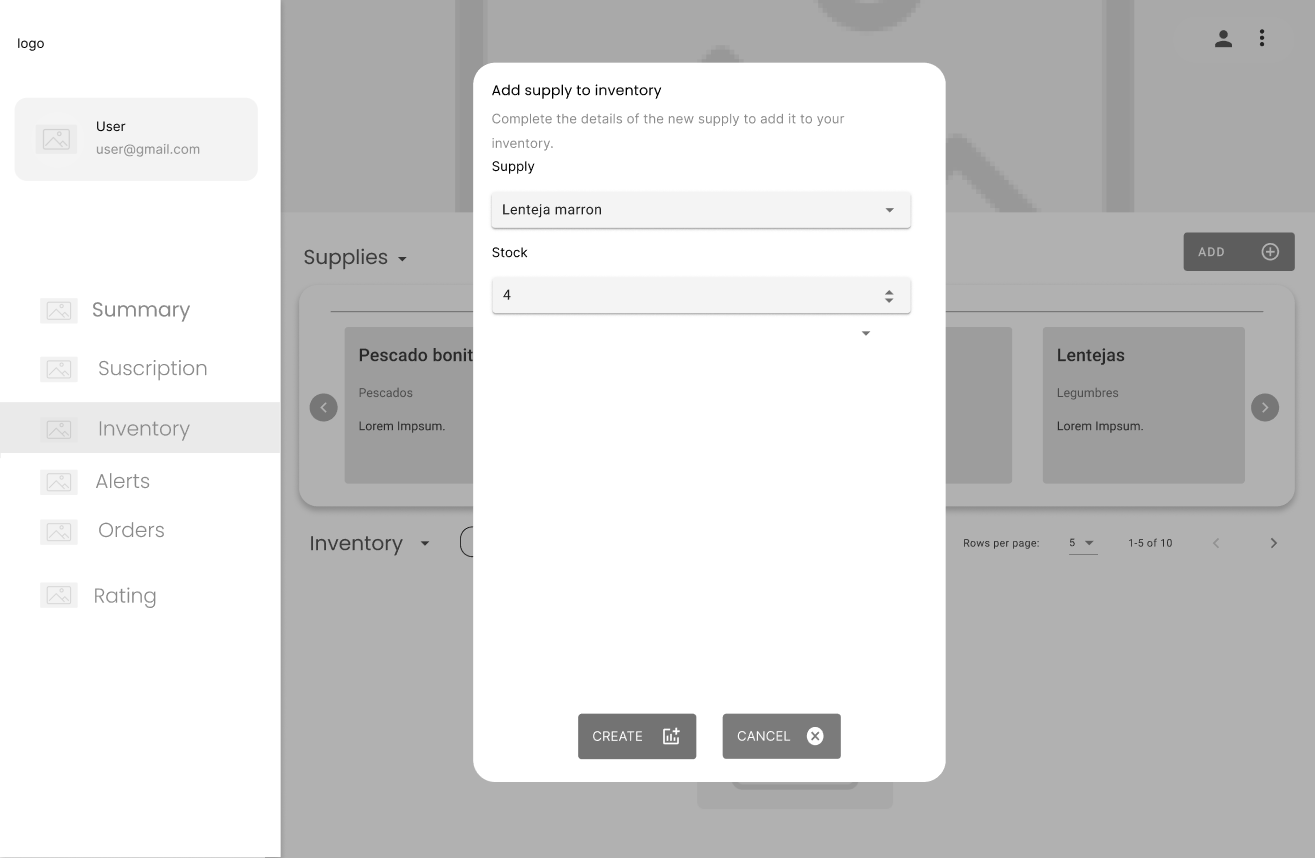 logo
User
user@gmail.com
Summary
Suscription
Inventory
Alerts
Orders
Rating
Add supply to inventory
Complete the details of the new supply to add it to your
inventory.
Supply
Lenteja marron
Stock
4
CREATE
CANCEL
Supplies
ADD
Pescado bonit
Pescados
Lorem Impsum.
Lentejas
Legumbres
Lorem Impsum.
Inventory
Rows per page: 5 1-5 of 10